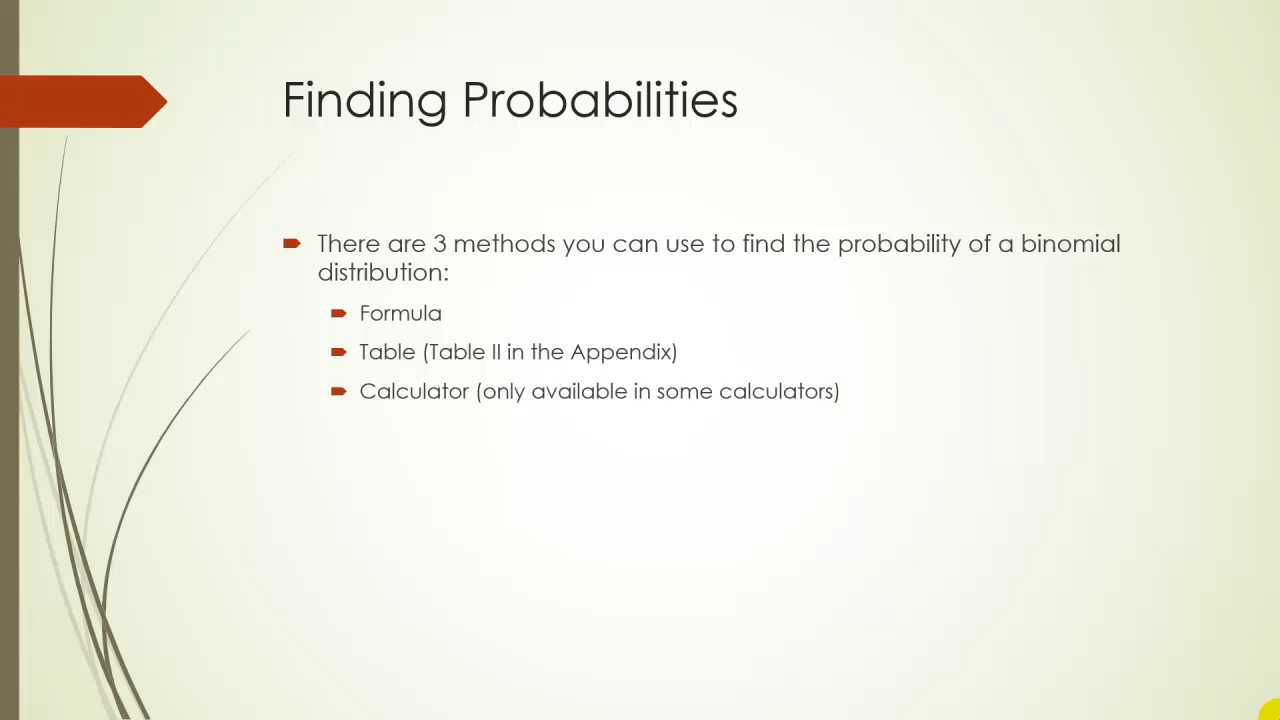 Finding Probabilities
There are 3 methods you can use to find the probability of a binomial
distribution:
Formula
Table (Table II in the Appendix)
Calculator (only available in some calculators)